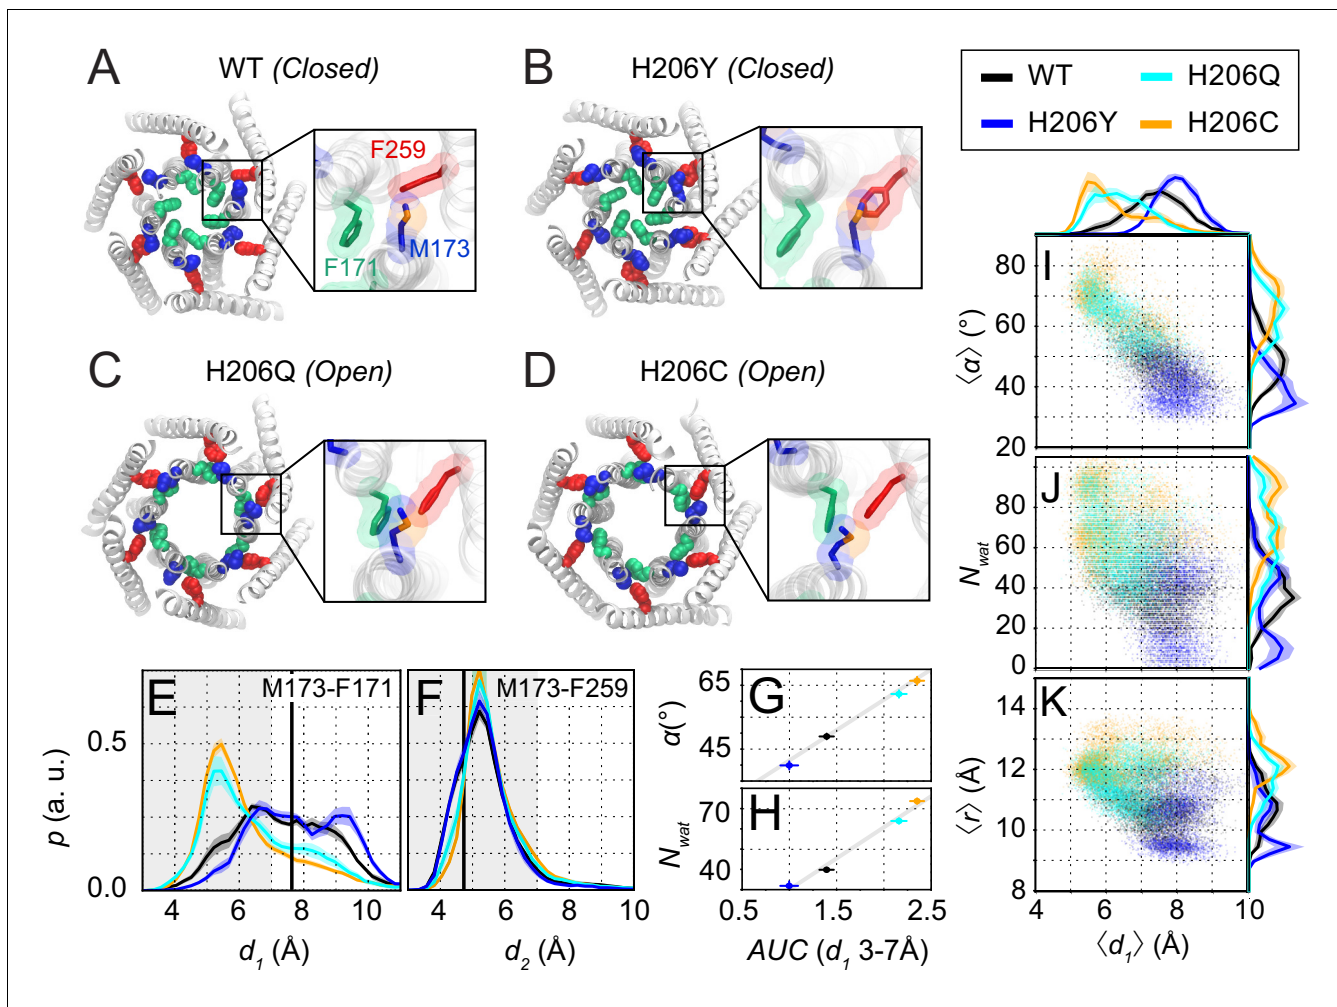 A
WT (Closed)
F259
F171
M173
B
H206Y (Closed)
WT
H206Q
H206Y
H206C
C
H206Q (Open)
D
H206C (Open)
E
M173-F171
p (a. u.)
0.5
0.0
4 6 8 10
d1 (Å)
F
M173-F259
4 6 8 10
d2 (Å)
G
α(°)
65
45
H
Nwat
70
40
0.5 1.5 2.5
AUC (d1 3-7Å)
I
⟨α⟩ (°)
80
60
40
20
J
Nwat
80
60
40
20
0
K
⟨r⟩ (Å)
14
12
10
8
4 6 8 10
⟨d1⟩ (Å)